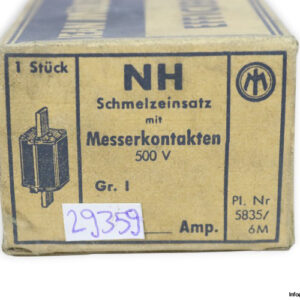 1 Stück
NH
Schmelzeinsatz
mit
Messerkontakten
500 V
Gr. I
29359
Amp.
Pl. Nr
5835/
6M